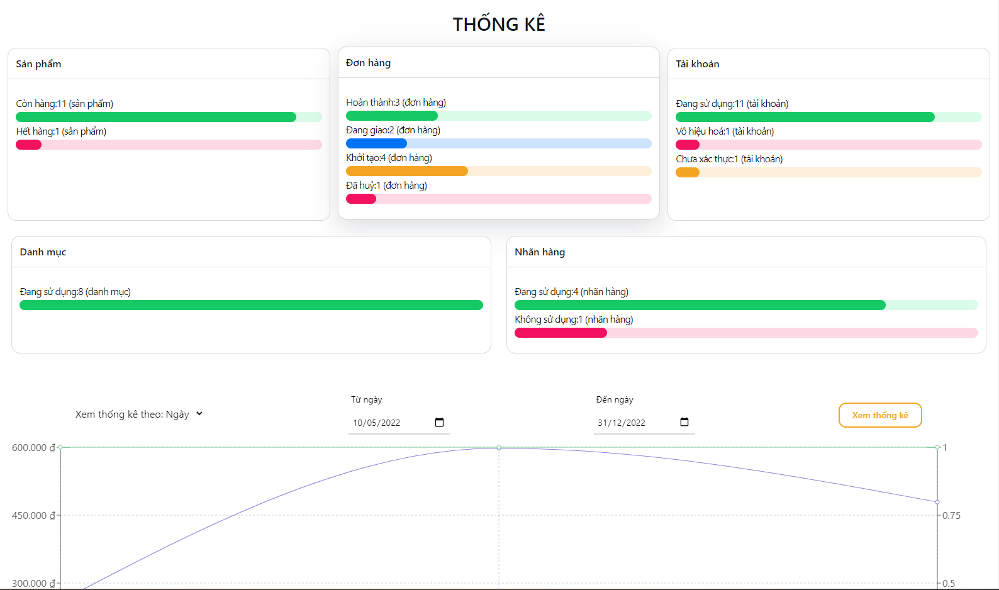 THỐNG KÊ
Sản phẩm
Còn hàng:11 (sản phẩm)
Hết hàng:1 (sản phẩm)
Đơn hàng
Hoàn thành:3 (đơn hàng)
Đang giao:2 (đơn hàng)
Khởi tạo:4 (đơn hàng)
Đã huỷ:1 (đơn hàng)
Tài khoản
Đang sử dụng:11 (tài khoản)
Vô hiệu hoá:1 (tài khoản)
Chưa xác thực:1 (tài khoản)
Danh mục
Đang sử dụng:8 (danh mục)
Nhãn hàng
Đang sử dụng:4 (nhãn hàng)
Không sử dụng:1 (nhãn hàng)
Xem thống kê theo: Ngày
Từ ngày
10/05/2022
Đến ngày
31/12/2022
Xem thống kê
600.000 ₫
450.000 ₫
300.000 ₫
1
0.75
0.5